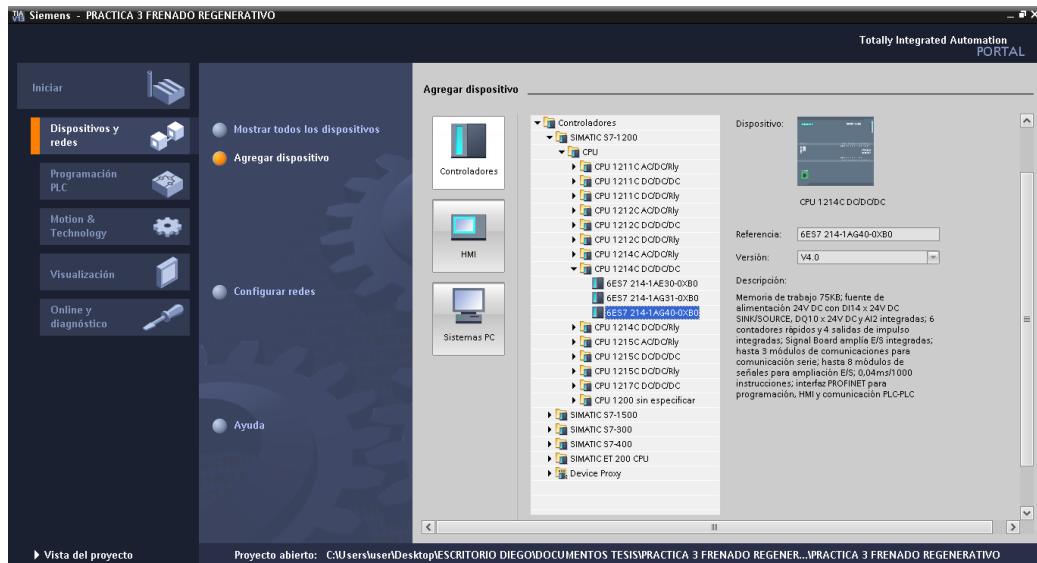 Siemens - PRACTICA 3 FRENADO REGENERATIVO
Totally Integrated Automation
PORTAL
Iniciar
Dispositivos y
redes
Programación
PLC
Motion &
Technology
Visualización
Online y
diagnóstico
Mostrar todos los dispositivos
Agregar dispositivo
Configurar redes
Ayuda
Agregar dispositivo
Controladores
HMI
Sistemas PC
Controladores
SIMATIC S7-1200
CPU
CPU 1211C AC/DC/Rly
CPU 1211C DC/DC/DC
CPU 1211C DC/DC/Rly
CPU 1212C AC/DC/Rly
CPU 1212C DC/DC/DC
CPU 1212C DC/DC/Rly
CPU 1214C AC/DC/Rly
CPU 1214C DC/DC/DC
6ES7 214-1AE30-0XB0
6ES7 214-1AG31-0XB0
6ES7 214-1AG40-0XB0
CPU 1214C DC/DC/Rly
CPU 1215C AC/DC/Rly
CPU 1215C DC/DC/DC
CPU 1215C DC/DC/Rly
CPU 1217C DC/DC/DC
CPU 1200 sin especificar
SIMATIC S7-1500
SIMATIC S7-300
SIMATIC S7-400
SIMATIC ET 200 CPU
Device Proxy
Dispositivo:
CPU 1214C DC/DC/DC
Referencia: 6ES7 214-1AG40-0XB0
Versión: V4.0
Descripción:
Memoria de trabajo 75KB; fuente de
alimentación 24V DC con DI14 x 24V DC
SINK/SOURCE, DQ10 x 24V DC y AI2 integradas; 6
contadores rápidos y 4 salidas de impulso
integradas; Signal Board amplía E/S integradas;
hasta 3 módulos de comunicaciones para
comunicación serie; hasta 8 módulos de
señales para ampliación E/S; 0,04ms/1000
instrucciones; interfaz PROFINET para
programación, HMI y comunicación PLC-PLC
Vista del proyecto
Proyecto abierto: C:\Users\user\Desktop\ESCRITORIO DIEGO\DOCUMENTOS TESIS\PRACTICA 3 FRENADO REGENER...\PRACTICA 3 FRENADO REGENERATIVO